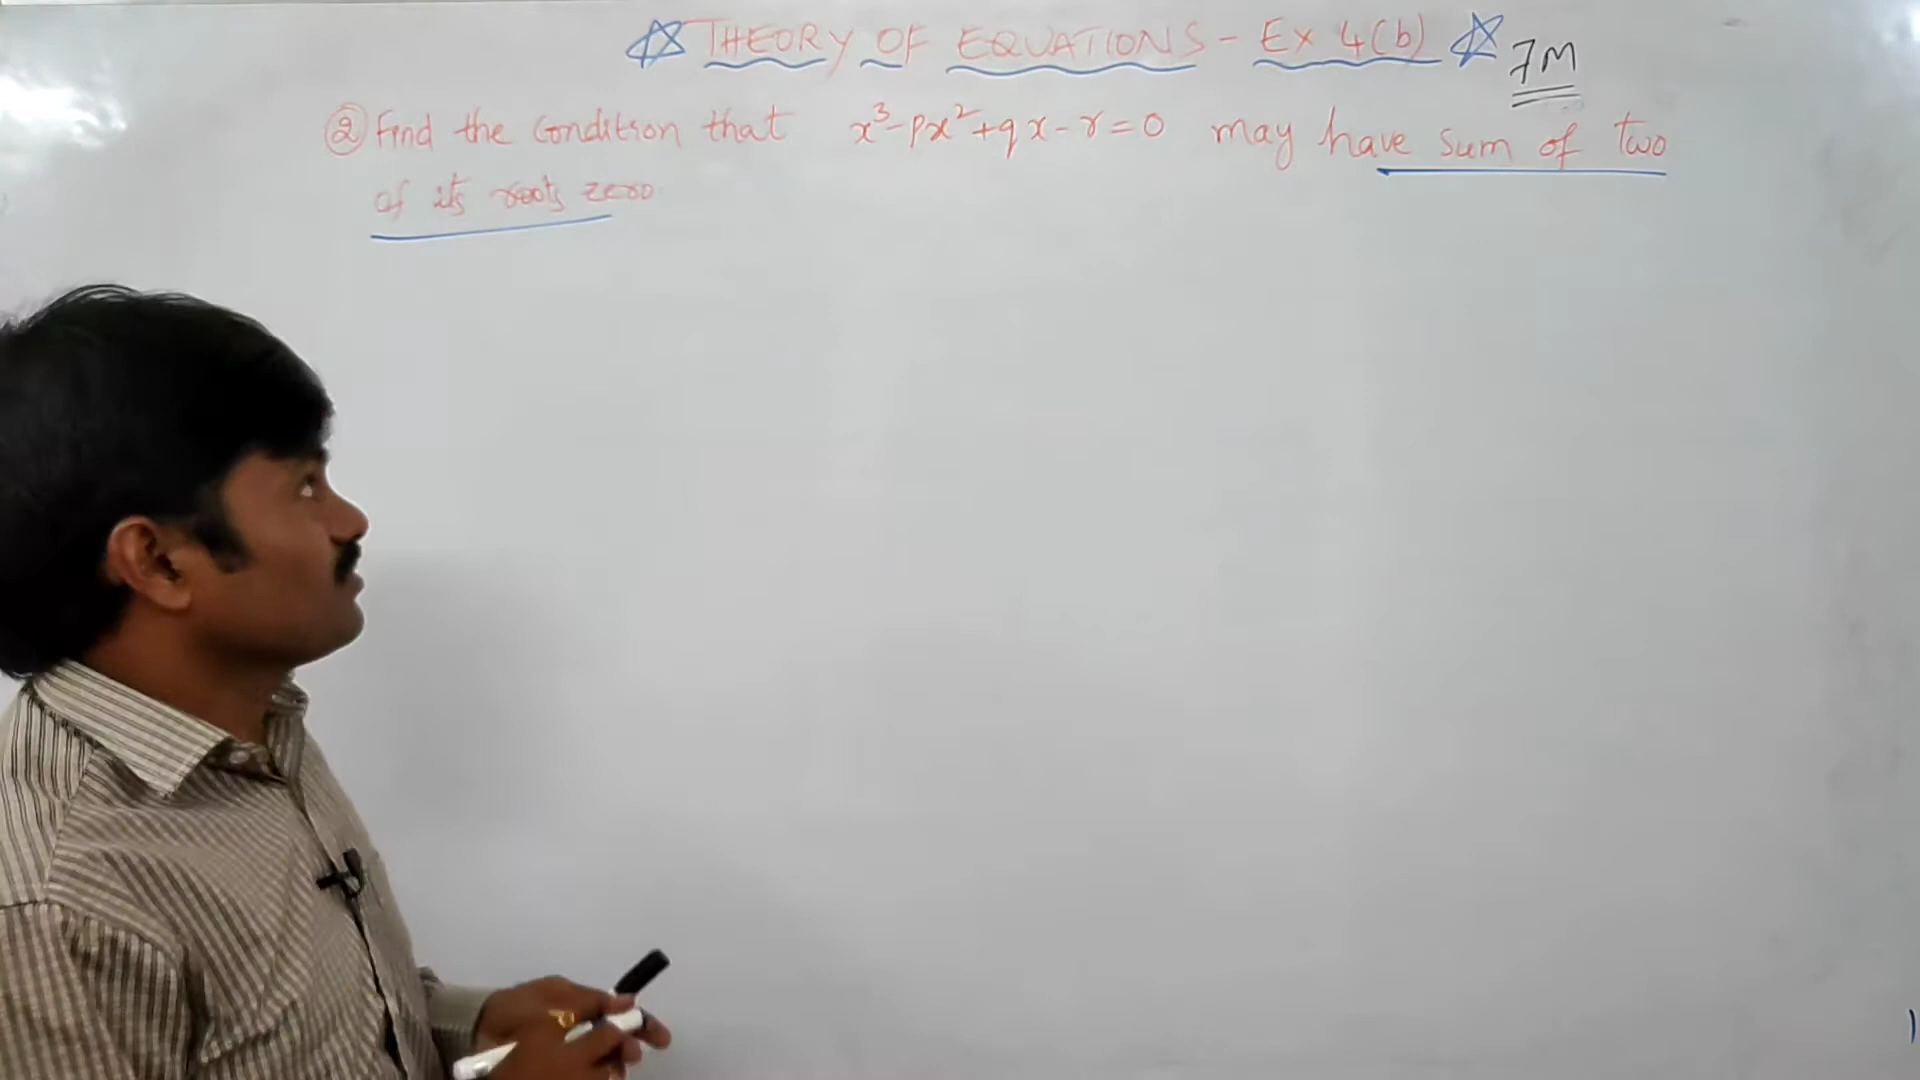 THEORY OF EQUATIONS - Ex 4(b) 7M
② Find the condition that x³-px²+qx-r=0 may have sum of two
of its roots zero